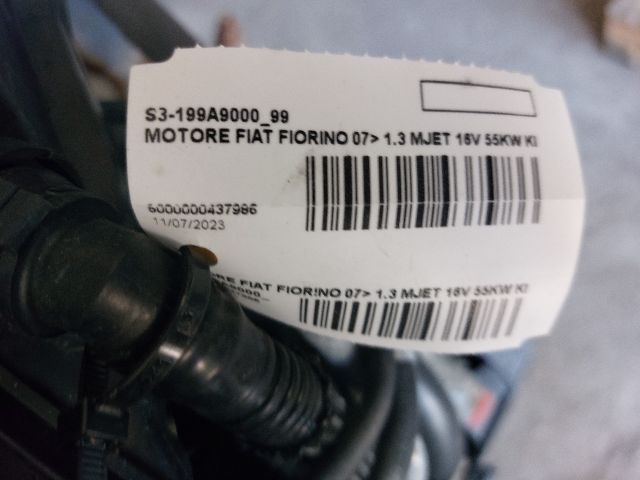 S3-199A9000_99
MOTORE FIAT FIORINO 07> 1.3 MJET 16V 55KW KI
6000000437986
11/07/2023
FIAT FIORINO 07> 1.3 MJET 16V 55KW KI